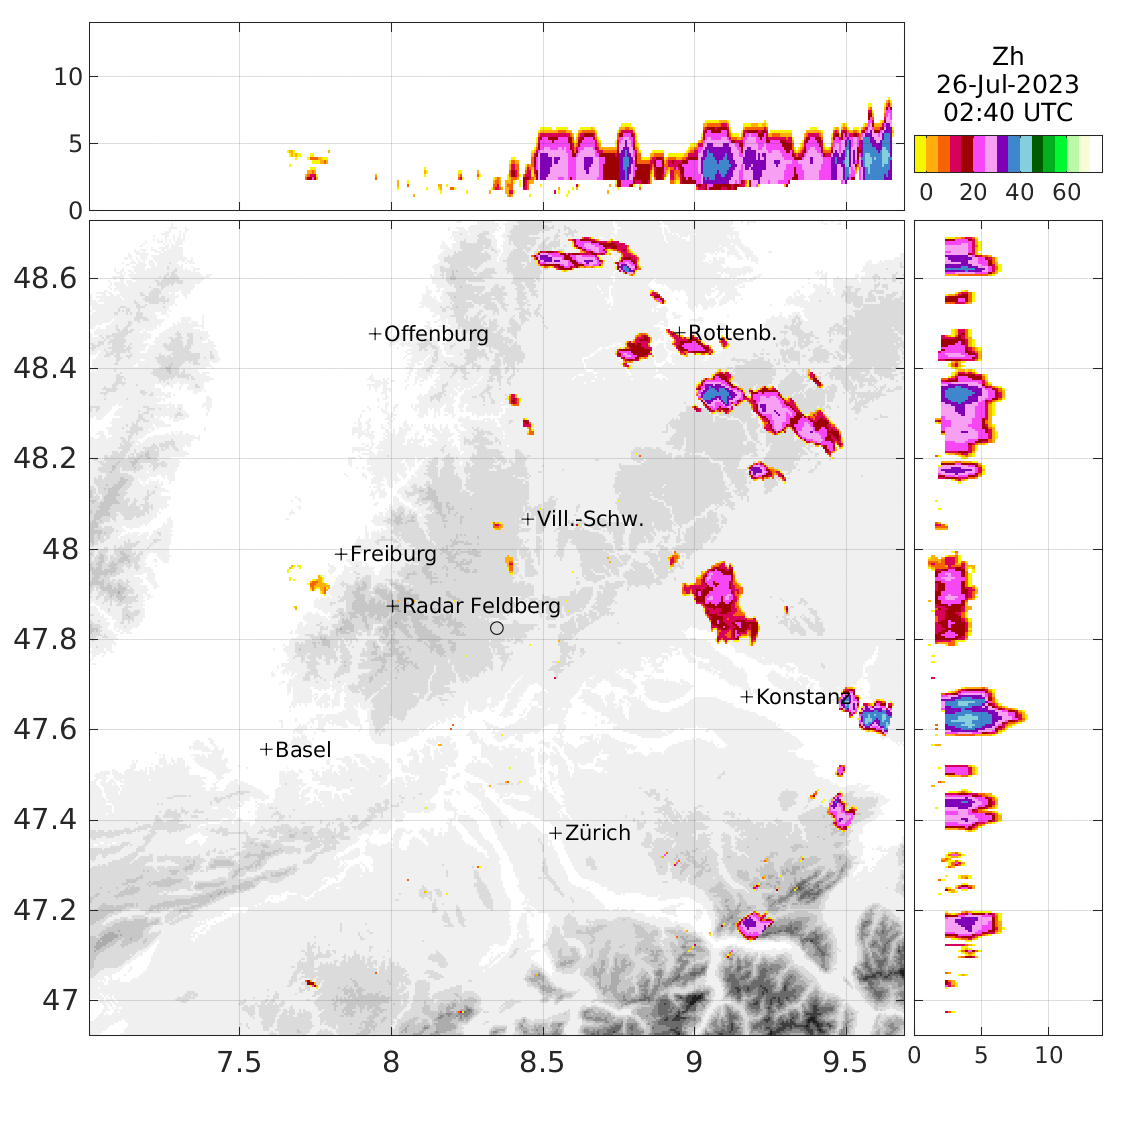 Zh
26-Jul-2023
02:40 UTC
10
5
0
0 20 40 60
48.6
48.4
48.2
48
47.8
47.6
47.4
47.2
47
Offenburg
Rottenb.
Vill.-Schw.
Freiburg
Radar Feldberg
Konstanz
Basel
Zürich
7.5 8 8.5 9 9.5
0 5 10